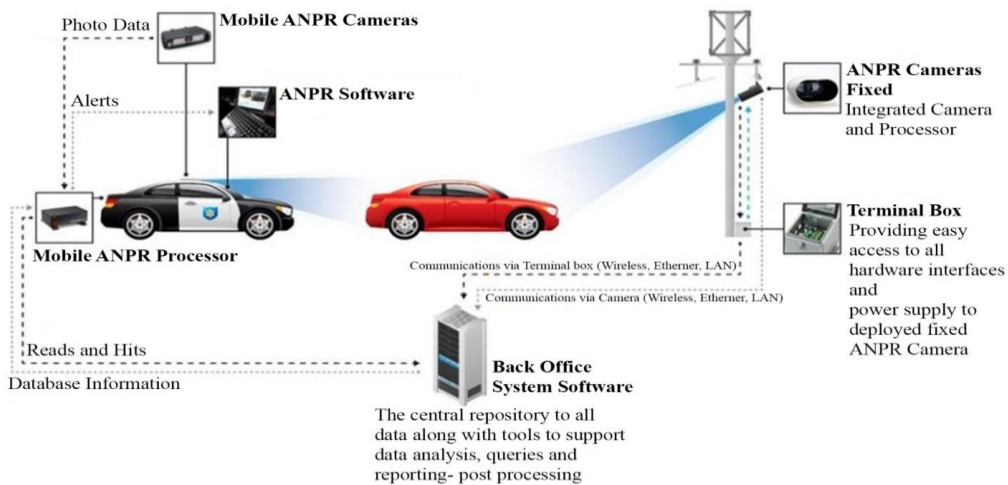 Photo Data
Mobile ANPR Cameras
Alerts
ANPR Software
Mobile ANPR Processor
ANPR Cameras
Fixed
Integrated Camera
and Processor
Terminal Box
Providing easy
access to all
hardware interfaces
and
power supply to
deployed fixed
ANPR Camera
Communications via Terminal box (Wireless, Etherner, LAN)
Communications via Camera (Wireless, Etherner, LAN)
Reads and Hits
Database Information
Back Office
System Software
The central repository to all
data along with tools to support
data analysis, queries and
reporting- post processing